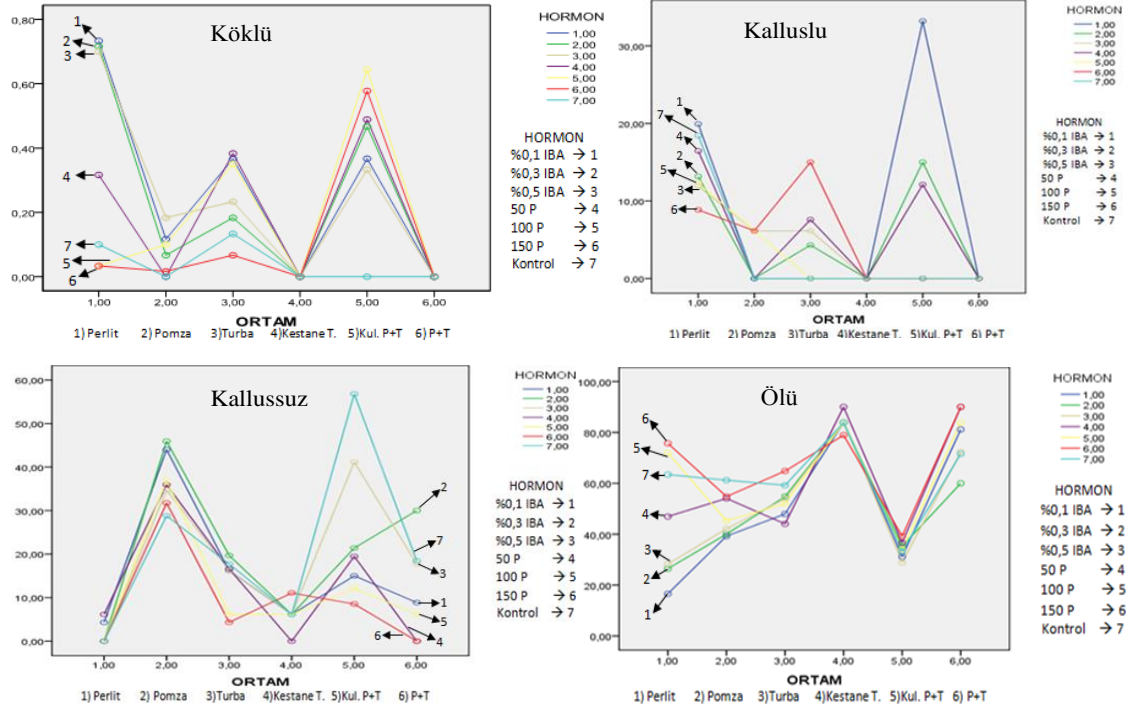 Köklü
0,80
0,60
0,40
0,20
0,00
1
2
3
4
7
5
6
1,00 2,00 3,00 4,00 5,00 6,00
ORTAM
1) Perlit 2) Pomza 3)Turba 4)Kestane T. 5)Kul. P+T 6) P+T
HORMON
1,00
2,00
3,00
4,00
5,00
6,00
7,00
HORMON
%0,1 IBA → 1
%0,3 IBA → 2
%0,5 IBA → 3
50 P → 4
100 P → 5
150 P → 6
Kontrol → 7
Kalluslu
30,00
20,00
10,00
0,00
1
7
4
2
5
3
6
1,00 2,00 3,00 4,00 5,00 6,00
ORTAM
1) Perlit 2) Pomza 3)Turba 4)Kestane T. 5)Kul. P+T 6) P+T
HORMON
1,00
2,00
3,00
4,00
5,00
6,00
7,00
HORMON
%0,1 IBA → 1
%0,3 IBA → 2
%0,5 IBA → 3
50 P → 4
100 P → 5
150 P → 6
Kontrol → 7
Kallussuz
60,00
50,00
40,00
30,00
20,00
10,00
0,00
2
7
3
1
5
6
4
1,00 2,00 3,00 4,00 5,00 6,00
ORTAM
1) Perlit 2) Pomza 3)Turba 4)Kestane T. 5)Kul. P+T 6) P+T
HORMON
1,00
2,00
3,00
4,00
5,00
6,00
7,00
HORMON
%0,1 IBA → 1
%0,3 IBA → 2
%0,5 IBA → 3
50 P → 4
100 P → 5
150 P → 6
Kontrol → 7
Ölü
100,00
80,00
60,00
40,00
20,00
00,00
6
5
7
4
3
2
1
1,00 2,00 3,00 4,00 5,00 6,00
ORTAM
1) Perlit 2) Pomza 3)Turba 4)Kestane T. 5)Kul. P+T 6) P+T
HORMON
1,00
2,00
3,00
4,00
5,00
6,00
7,00
HORMON
%0,1 IBA → 1
%0,3 IBA → 2
%0,5 IBA → 3
50 P → 4
100 P → 5
150 P → 6
Kontrol → 7